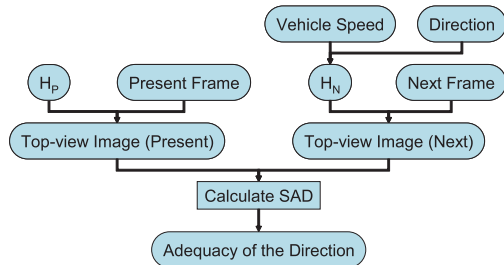 Vehicle Speed
Direction
H_P
Present Frame
H_N
Next Frame
Top-view Image (Present)
Top-view Image (Next)
Calculate SAD
Adequacy of the Direction